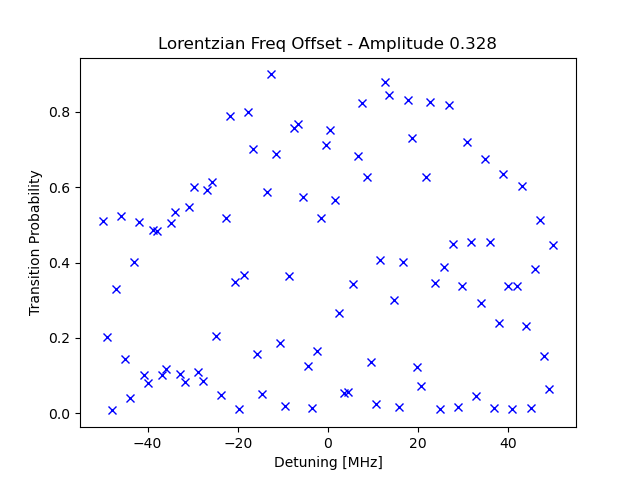 Lorentzian Freq Offset - Amplitude 0.328
Transition Probability
0.8
0.6
0.4
0.2
0.0
−40 −20 0 20 40
Detuning [MHz]